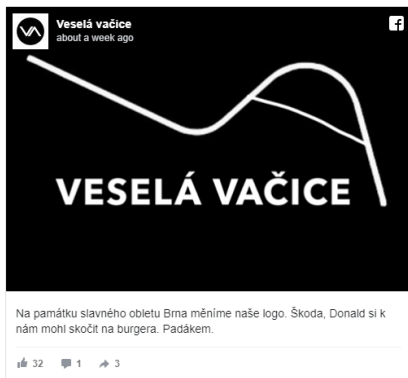 Veselá vačice
about a week ago
VESELÁ VAČICE
Na památku slavného obletu Brna měníme naše logo. Škoda, Donald si k
nám mohl skočit na burgera. Padákem.
32 1 3